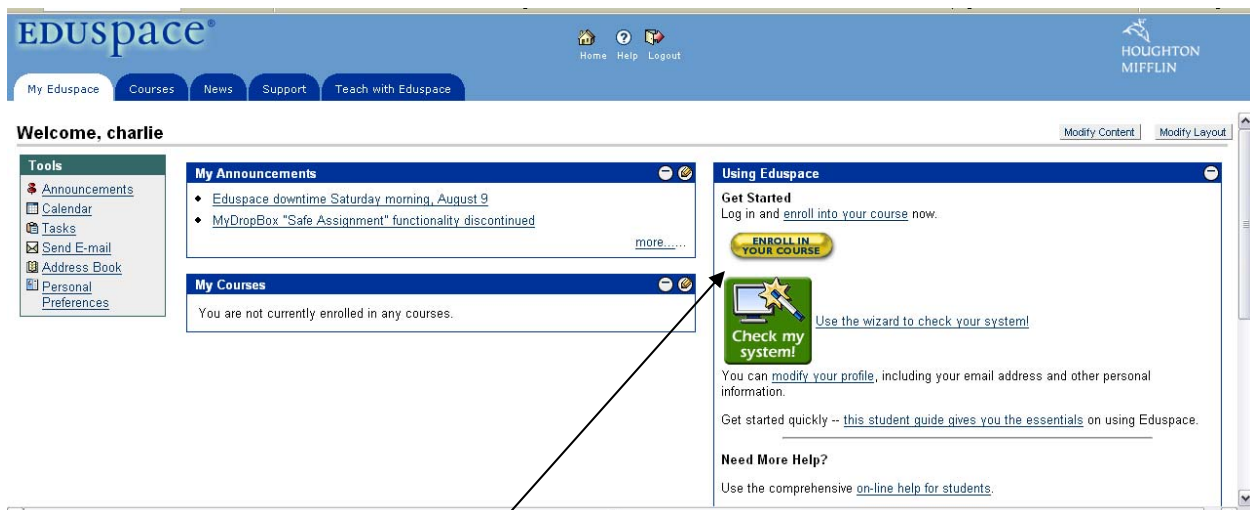 EDUSpace®
Home Help Logout
HOUGHTON
MIFFLIN
My Eduspace Courses News Support Teach with Eduspace
Welcome, charlie
Modify Content Modify Layout
Tools
Announcements
Calendar
Tasks
Send E-mail
Address Book
Personal
Preferences
My Announcements
Eduspace downtime Saturday morning, August 9
MyDropBox "Safe Assignment" functionality discontinued
more......
My Courses
You are not currently enrolled in any courses.
Using Eduspace
Get Started
Log in and enroll into your course now.
ENROLL IN
YOUR COURSE
Check my
system!
Use the wizard to check your system!
You can modify your profile, including your email address and other personal
information.
Get started quickly -- this student guide gives you the essentials on using Eduspace.
Need More Help?
Use the comprehensive on-line help for students.